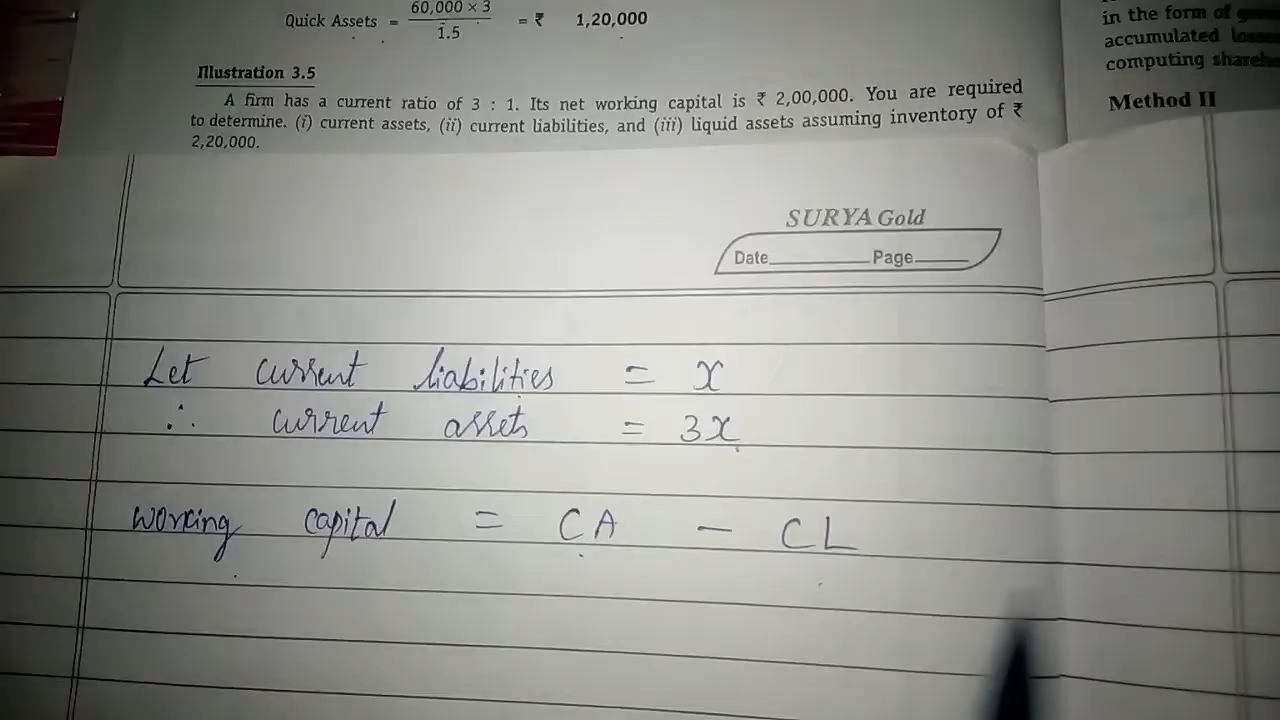 Quick Assets = 60,000 × 3 / 1.5 = ₹ 1,20,000
Illustration 3.5
A firm has a current ratio of 3 : 1. Its net working capital is ₹ 2,00,000. You are required
to determine. (i) current assets, (ii) current liabilities, and (iii) liquid assets assuming inventory of ₹
2,20,000.
in the form of
accumulated
computing
Method II
SURYA Gold
Date Page
Let current liabilities = x
∴ current assets = 3x
working capital = CA - CL